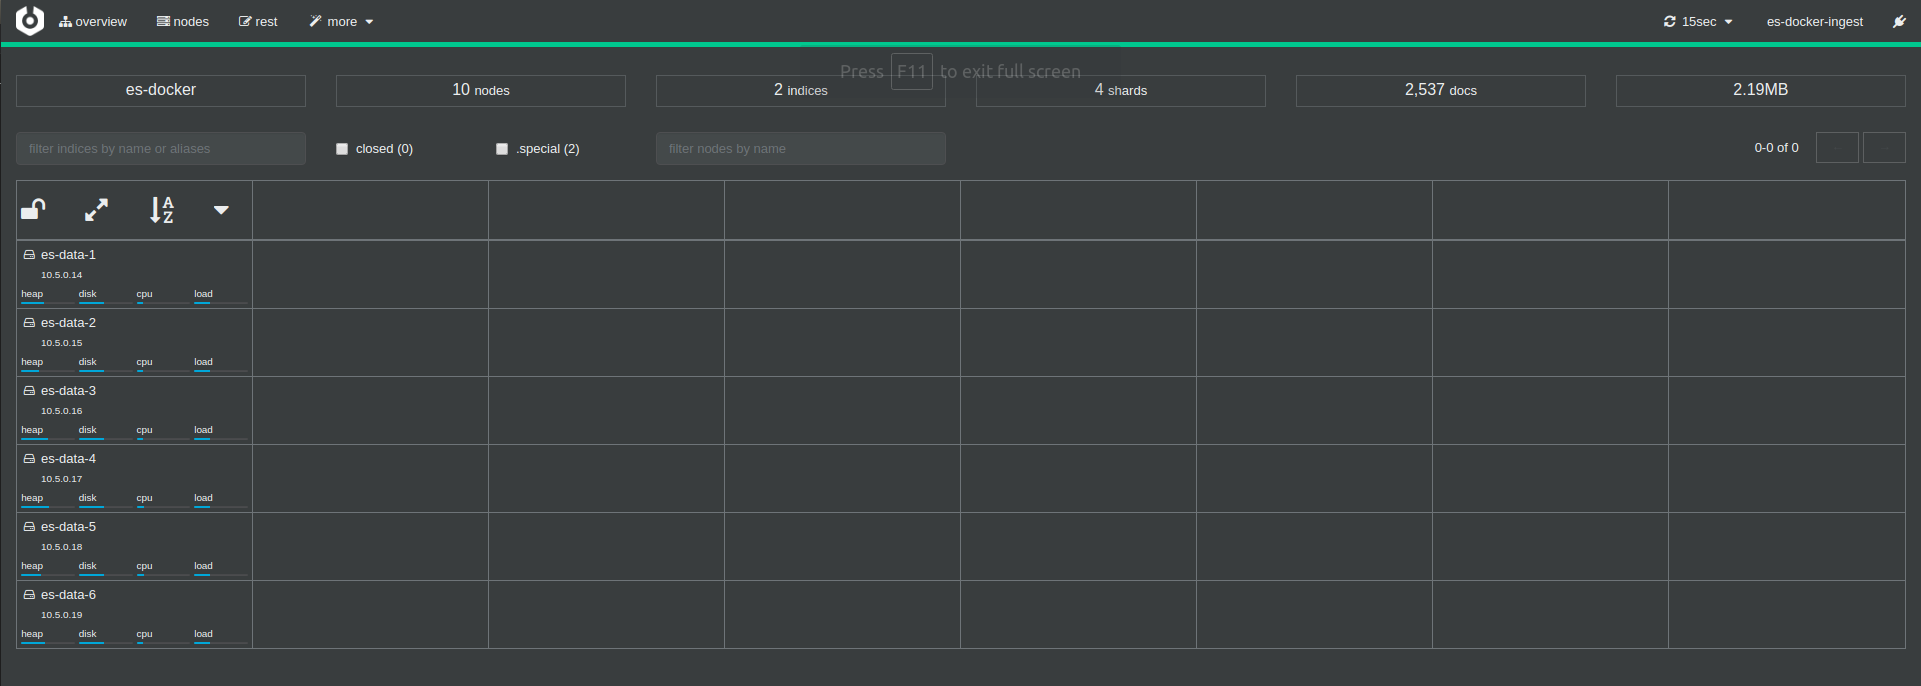 overview nodes rest more 15sec es-docker-ingest
Press F11 to exit full screen
es-docker 10 nodes 2 indices 4 shards 2,537 docs 2.19MB
filter indices by name or aliases closed (0) .special (2) filter nodes by name 0-0 of 0
A
Z
es-data-1
10.5.0.14
heap disk cpu load
es-data-2
10.5.0.15
heap disk cpu load
es-data-3
10.5.0.16
heap disk cpu load
es-data-4
10.5.0.17
heap disk cpu load
es-data-5
10.5.0.18
heap disk cpu load
es-data-6
10.5.0.19
heap disk cpu load